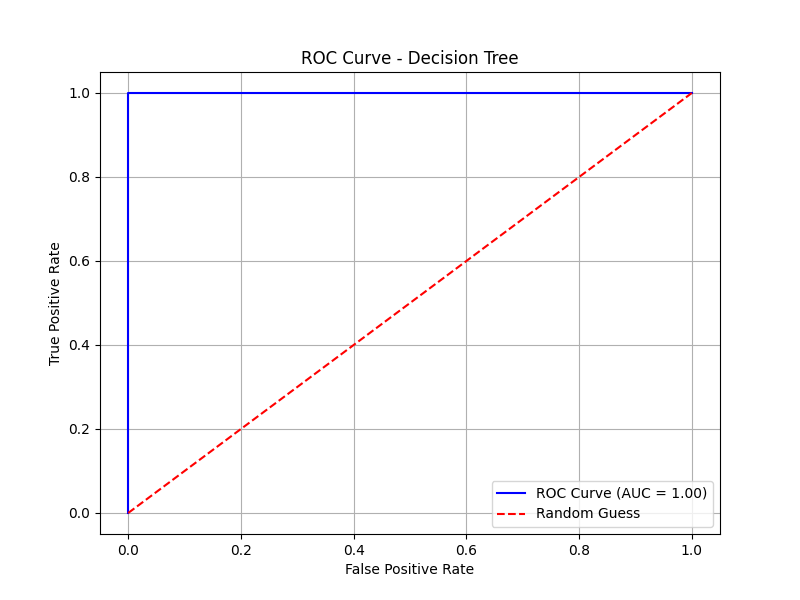 ROC Curve - Decision Tree
True Positive Rate
1.0
0.8
0.6
0.4
0.2
0.0
ROC Curve (AUC = 1.00)
Random Guess
0.0 0.2 0.4 0.6 0.8 1.0
False Positive Rate